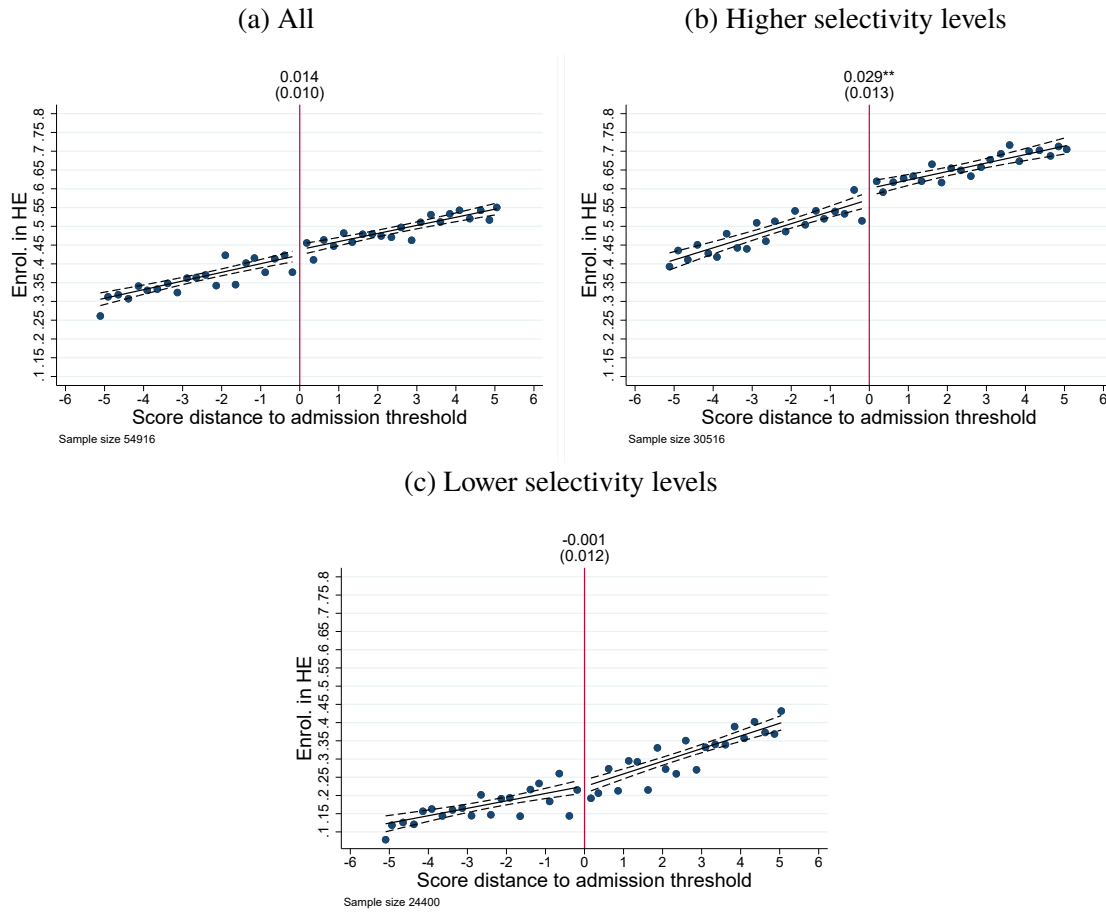 (a) All
0.014
(0.010)
Enrol. in HE
.1 .15 .2 .25 .3 .35 .4 .45 .5 .55 .6 .65 .7 .75 .8
-6 -5 -4 -3 -2 -1 0 1 2 3 4 5 6
Score distance to admission threshold
Sample size 54916
(b) Higher selectivity levels
0.029**
(0.013)
Enrol. in HE
.1 .15 .2 .25 .3 .35 .4 .45 .5 .55 .6 .65 .7 .75 .8
-6 -5 -4 -3 -2 -1 0 1 2 3 4 5 6
Score distance to admission threshold
Sample size 30516
(c) Lower selectivity levels
-0.001
(0.012)
Enrol. in HE
.1 .15 .2 .25 .3 .35 .4 .45 .5 .55 .6 .65 .7 .75 .8
-6 -5 -4 -3 -2 -1 0 1 2 3 4 5 6
Score distance to admission threshold
Sample size 24400